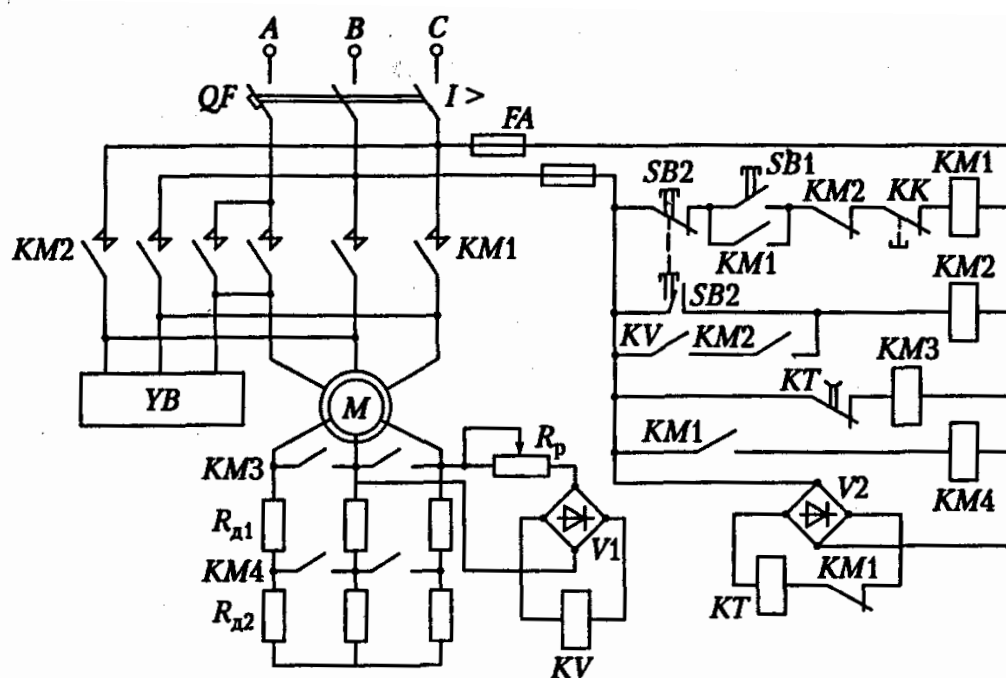 A B C
QF I >
FA
SB2 SB1 KM2 KK KM1
KM2 KM1 KM1 KM2
SB2
KV KM2 KM3
YB M KT
KM3 Rp KM1
Rд1 V2 KM4
KM4 V1 KM1
Rд2 KV KT